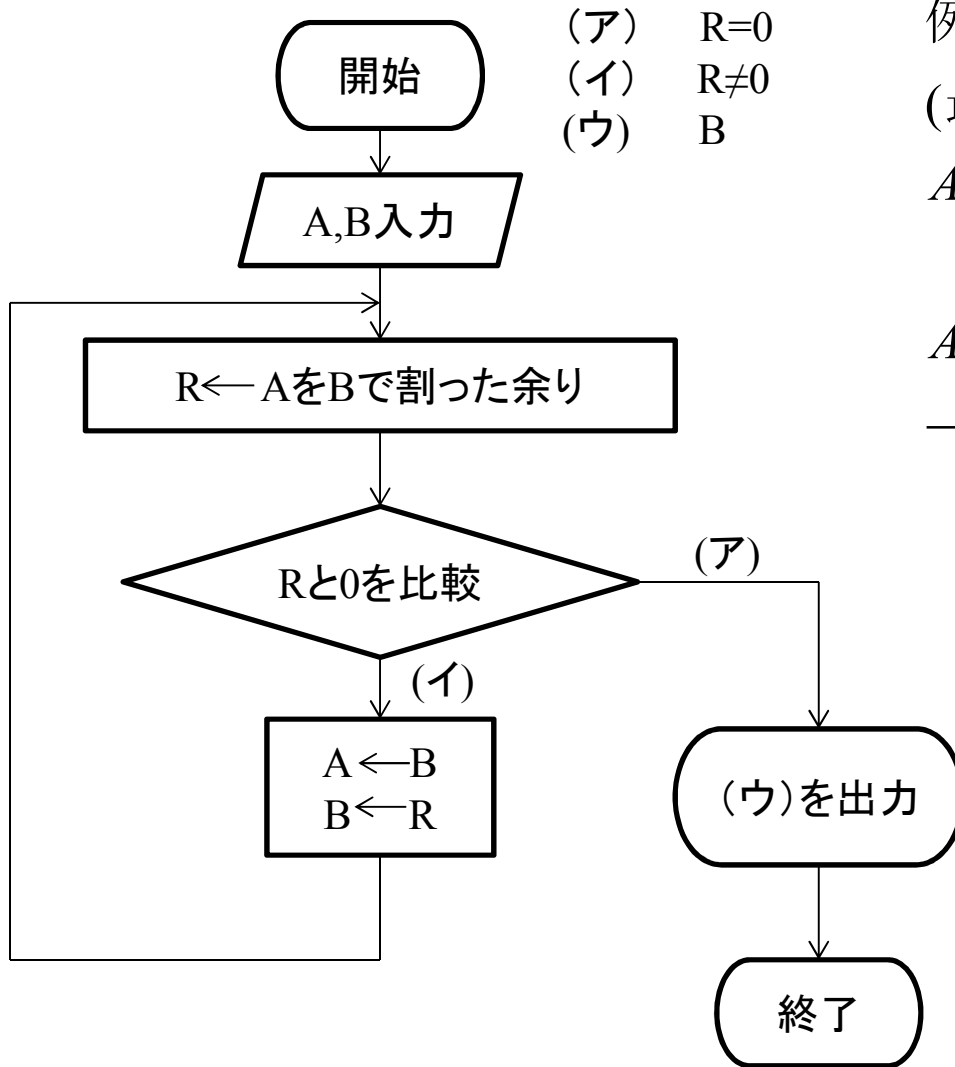 開始
(ア) R=0
(イ) R≠0
(ウ) B
例
A,B入力
A
R← AをBで割った余り
A
Rと0を比較
(ア)
(イ)
A←B
B←R
(ウ)を出力
終了